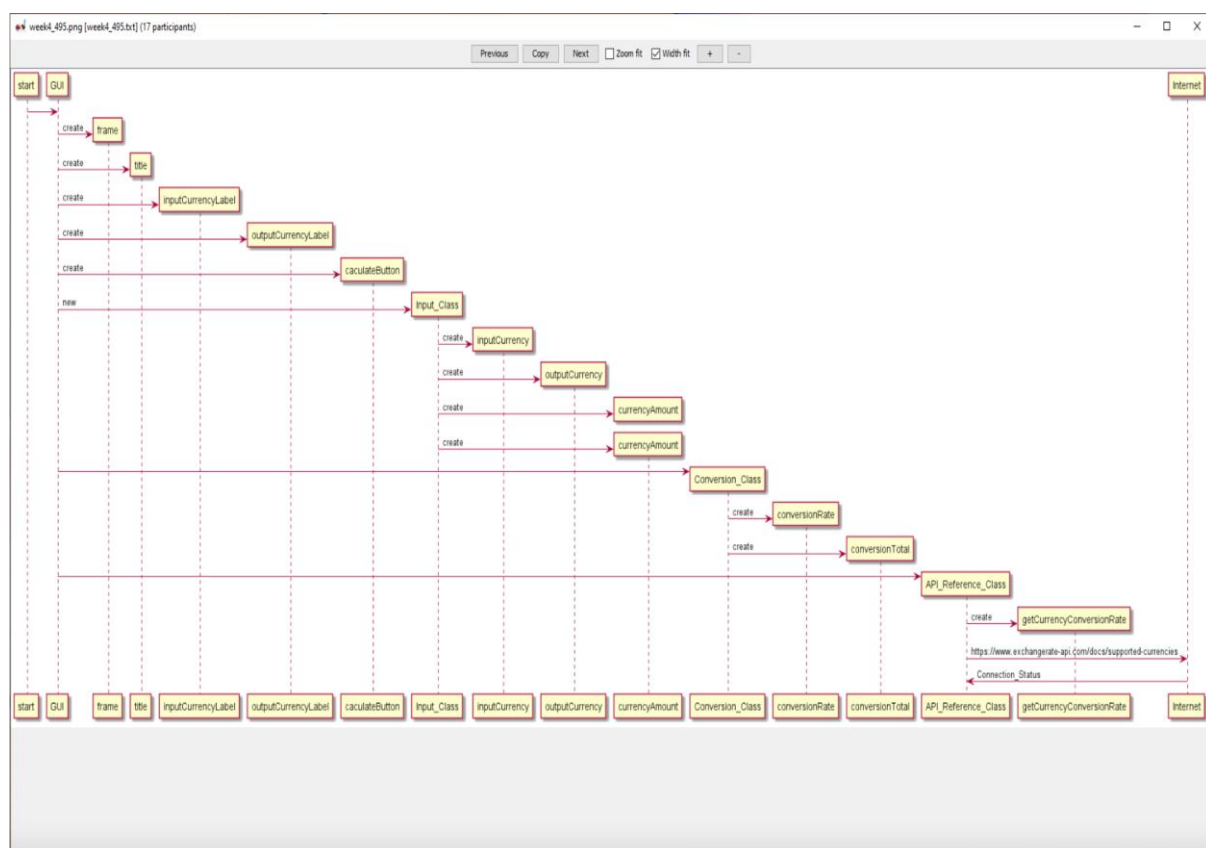 week4_495.png [week4_495.txt] (17 participants)
Previous Copy Next Zoom fit Width fit + -
start GUI Internet
create frame
create title
create inputCurrencyLabel
create outputCurrencyLabel
create caculateButton
new Input_Class
create inputCurrency
create outputCurrency
create currencyAmount
create currencyAmount
Conversion_Class
create conversionRate
create conversionTotal
API_Reference_Class
create getCurrencyConversionRate
https://www.exchangerate-api.com/docs/supported-currencies
Connection_Status
start GUI frame title inputCurrencyLabel outputCurrencyLabel caculateButton Input_Class inputCurrency outputCurrency currencyAmount Conversion_Class conversionRate conversionTotal API_Reference_Class getCurrencyConversionRate Internet